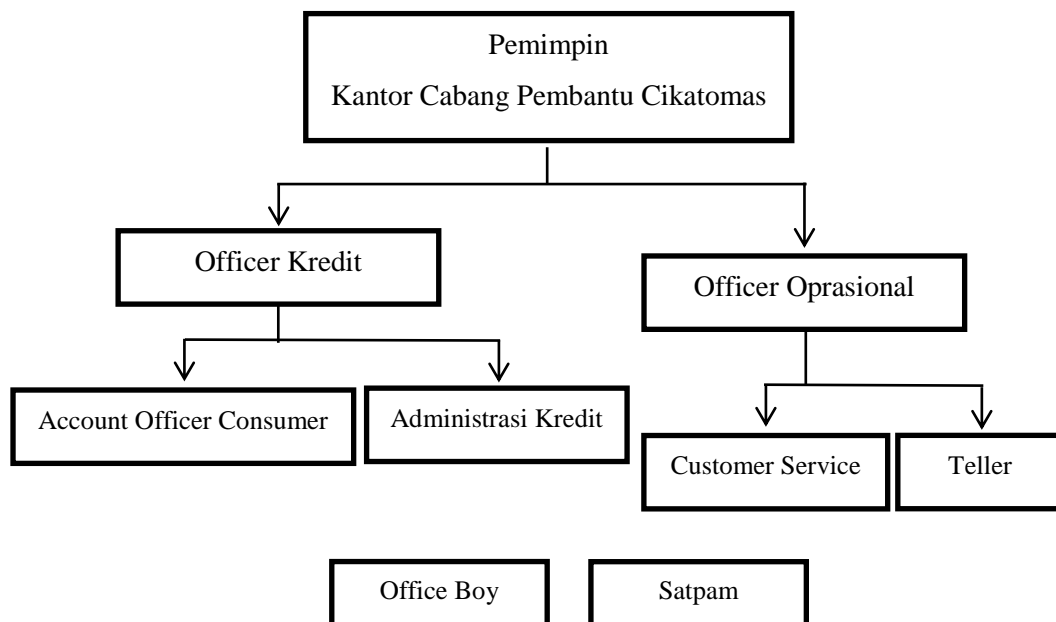 Pemimpin
Kantor Cabang Pembantu Cikatomas
Officer Kredit
Officer Oprasional
Account Officer Consumer
Administrasi Kredit
Customer Service
Teller
Office Boy
Satpam